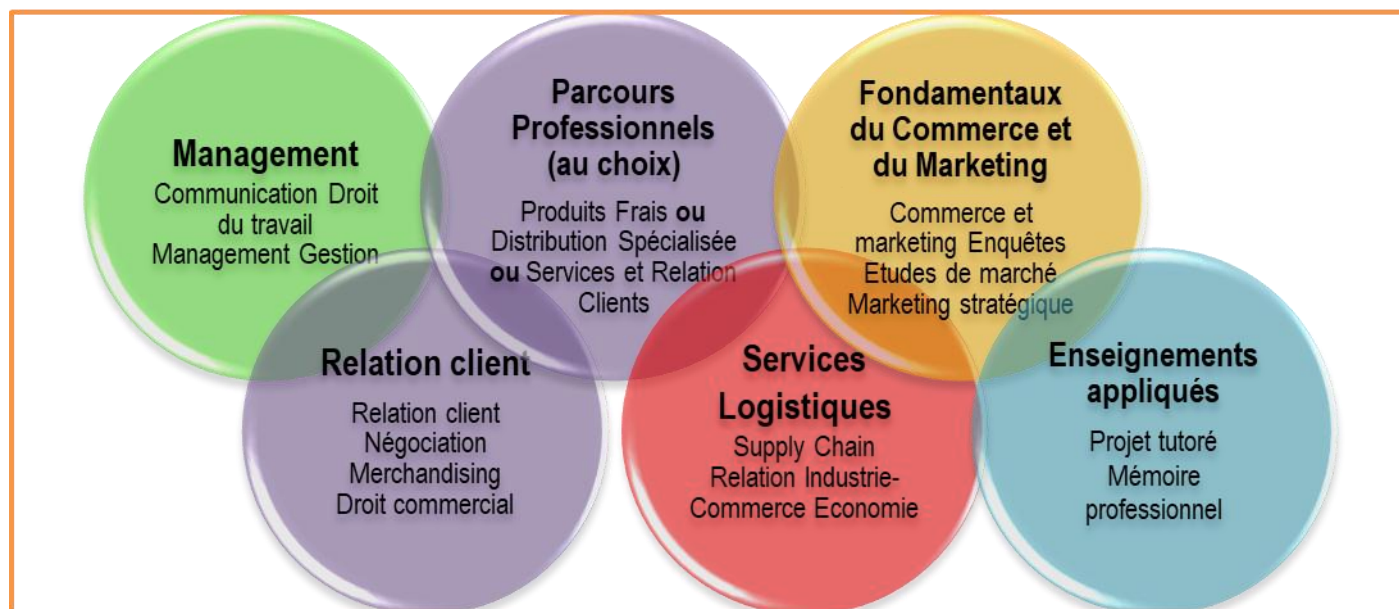 Management
Communication Droit
du travail
Management Gestion
Parcours
Professionnels
(au choix)
Produits Frais ou
Distribution Spécialisée
ou Services et Relation
Clients
Fondamentaux
du Commerce et
du Marketing
Commerce et
marketing Enquêtes
Etudes de marché
Marketing stratégique
Relation client
Relation client
Négociation
Merchandising
Droit commercial
Services
Logistiques
Supply Chain
Relation Industrie-
Commerce Economie
Enseignements
appliqués
Projet tutoré
Mémoire
professionnel